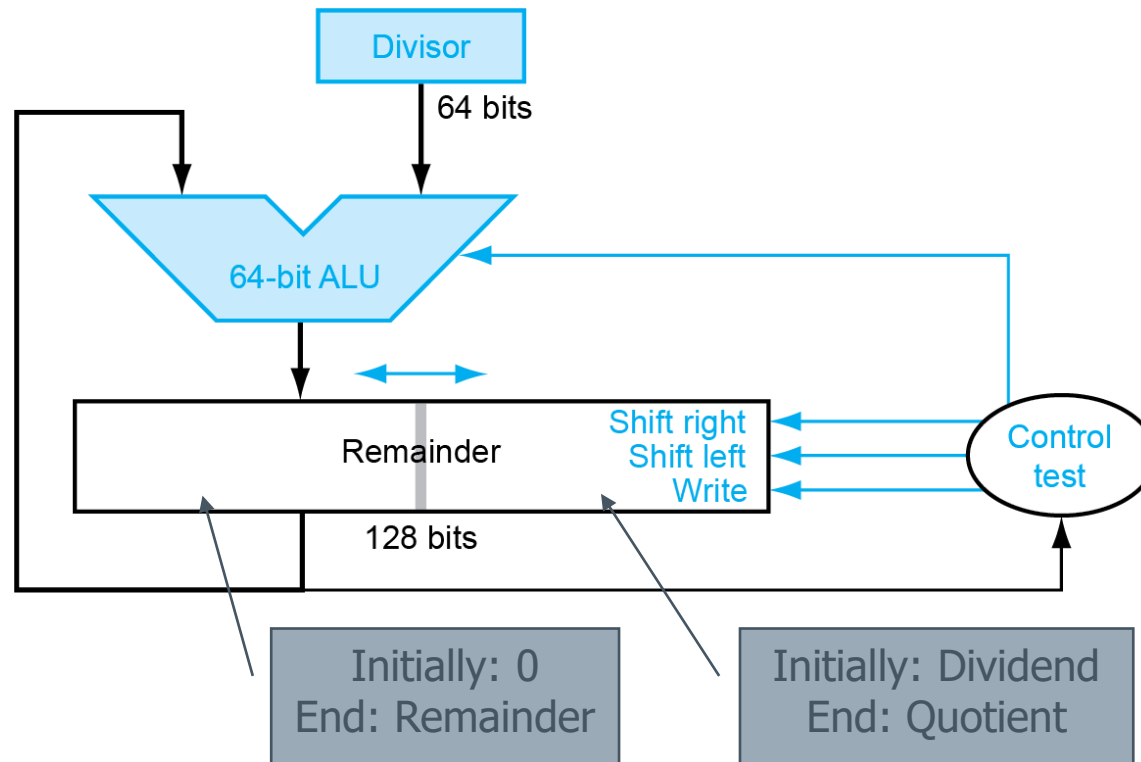 Divisor
64 bits
64-bit ALU
Shift right
Remainder
Shift left
Write
Control
test
128 bits
Initially: 0
End: Remainder
Initially: Dividend
End: Quotient